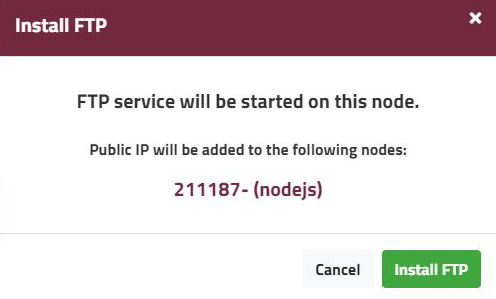 Install FTP
×
FTP service will be started on this node.
Public IP will be added to the following nodes:
211187- (nodejs)
Cancel
Install FTP